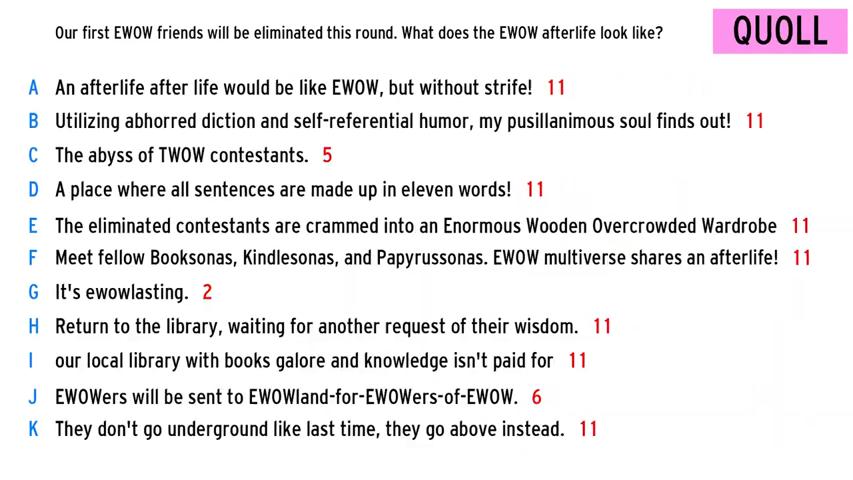 Our first EWOW friends will be eliminated this round. What does the EWOW afterlife look like?
QUOLL
A An afterlife after life would be like EWOW, but without strife! 11
B Utilizing abhorred diction and self-referential humor, my pusillanimous soul finds out! 11
C The abyss of TWOW contestants. 5
D A place where all sentences are made up in eleven words! 11
E The eliminated contestants are crammed into an Enormous Wooden Overcrowded Wardrobe 11
F Meet fellow Booksonas, Kindlesonas, and Papyrussonas. EWOW multiverse shares an afterlife! 11
G It's ewowlasting. 2
H Return to the library, waiting for another request of their wisdom. 11
I our local library with books galore and knowledge isn't paid for 11
J EWOWers will be sent to EWOWland-for-EWOWers-of-EWOW. 6
K They don't go underground like last time, they go above instead. 11